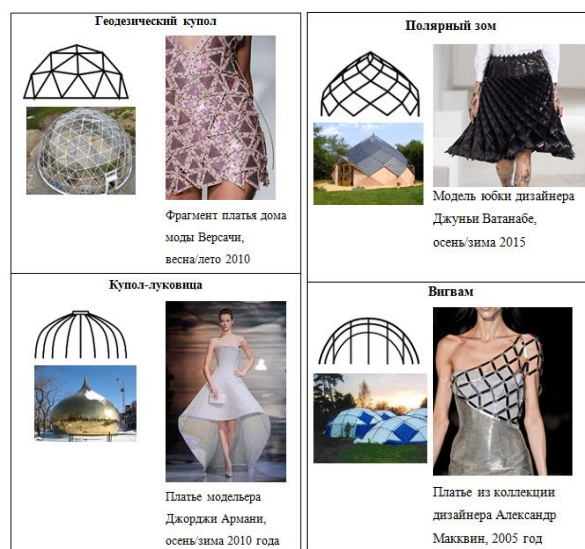 Геодезический купол
Фрагмент платья дома
моды Версачи,
весна/лето 2010
Полярный зом
Модель юбки дизайнера
Джуньи Ватанабе,
осень/зима 2015
Купол-луковица
Платье модельера
Джорджи Армани,
осень/зима 2010 года
Вигвам
Платье из коллекции
дизайнера Александр
Макквин, 2005 год